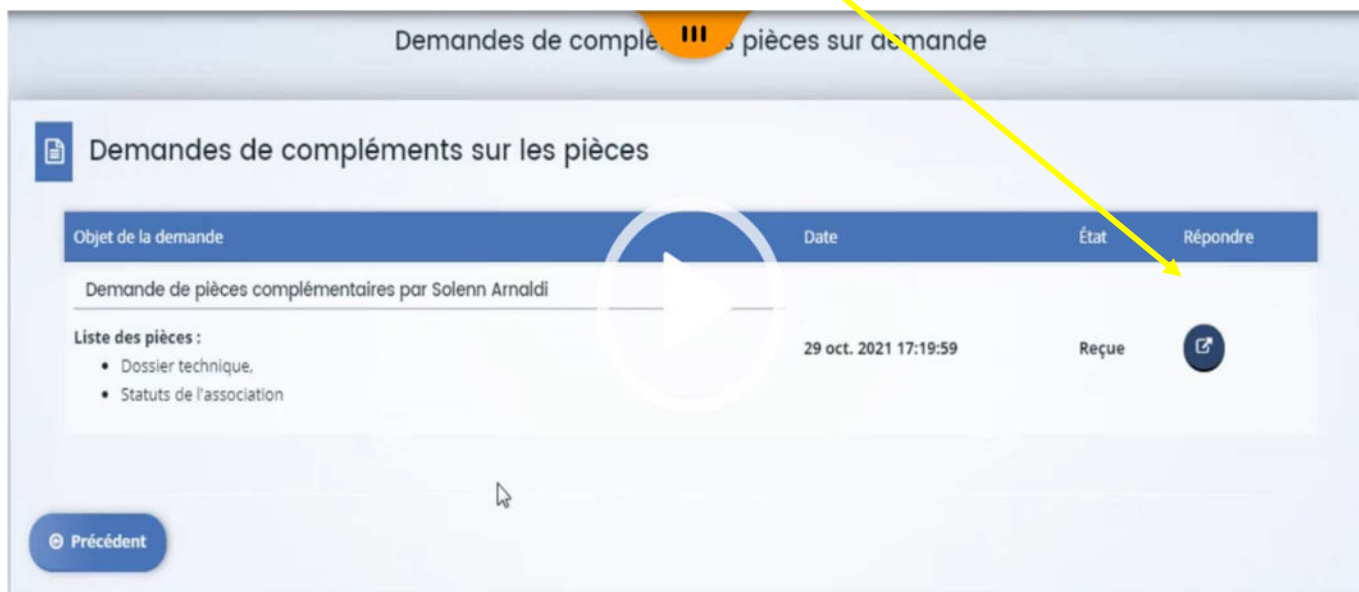 Demandes de complé pièces sur demande
Demandes de compléments sur les pièces
Objet de la demande Date État Répondre
Demande de pièces complémentaires par Solenn Arnaldi
Liste des pièces :
29 oct. 2021 17:19:59 Reçue
• Dossier technique,
• Statuts de l'association
Précédent